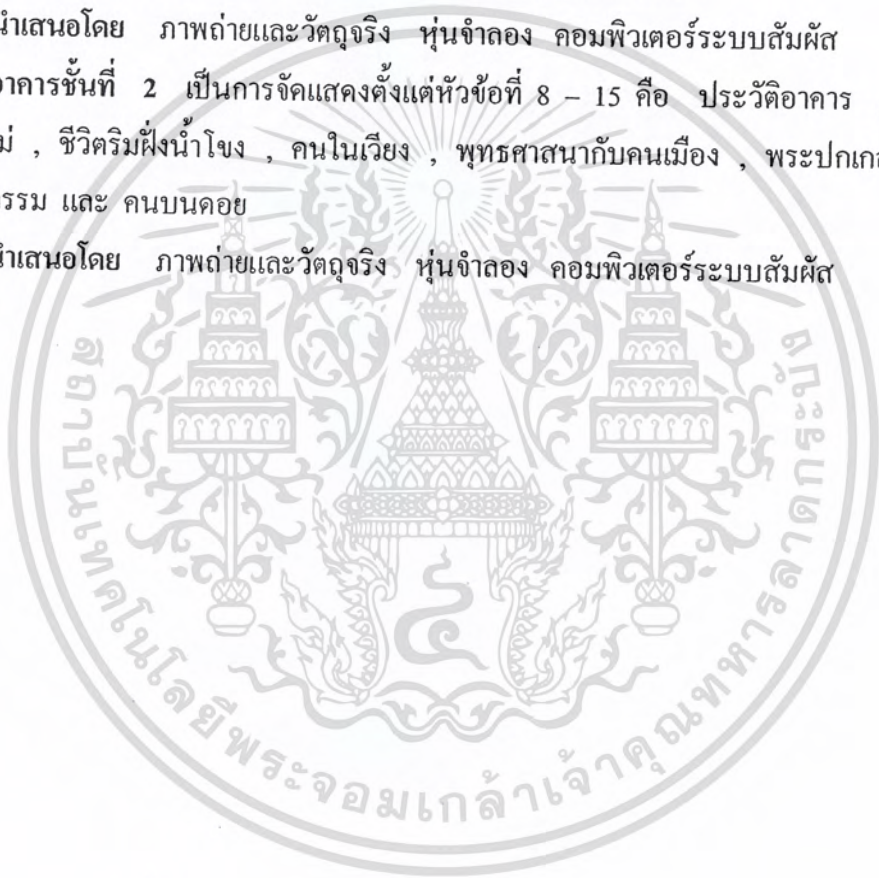 นำเสนอโดย ภาพถ่ายและวัตถุจริง หุ่นจำลอง คอมพิวเตอร์ระบบสัมผัส
อาคารชั้นที่ 2 เป็นการจัดแสดงตั้งแต่หัวข้อที่ 8 – 15 คือ ประวัติอาคาร
ม่ , ชีวิตริมฝั่งน้ำโขง , คนในเวียง , พุทธศาสนากับคนเมือง , พระปกเกล
รรม และ คนบนดอย
นำเสนอโดย ภาพถ่ายและวัตถุจริง หุ่นจำลอง คอมพิวเตอร์ระบบสัมผัส
สถาบันเทคโนโลยีพระจอมเกล้าเจ้าคุณทหารลาดกระบัง